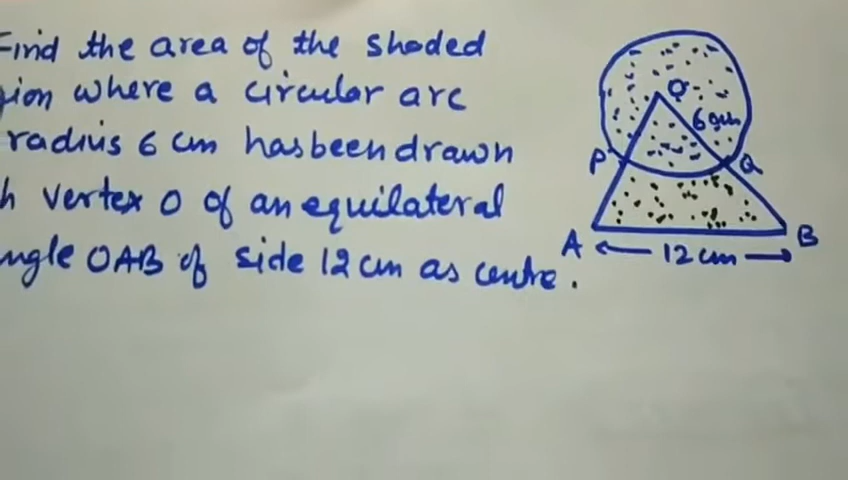 Find the area of the shaded
gion where a circular arc
radius 6 cm has been drawn
h vertex O of an equilateral
ngle OAB of side 12 cm as centre.
O
6 cm
P
Q
A
12 cm
B